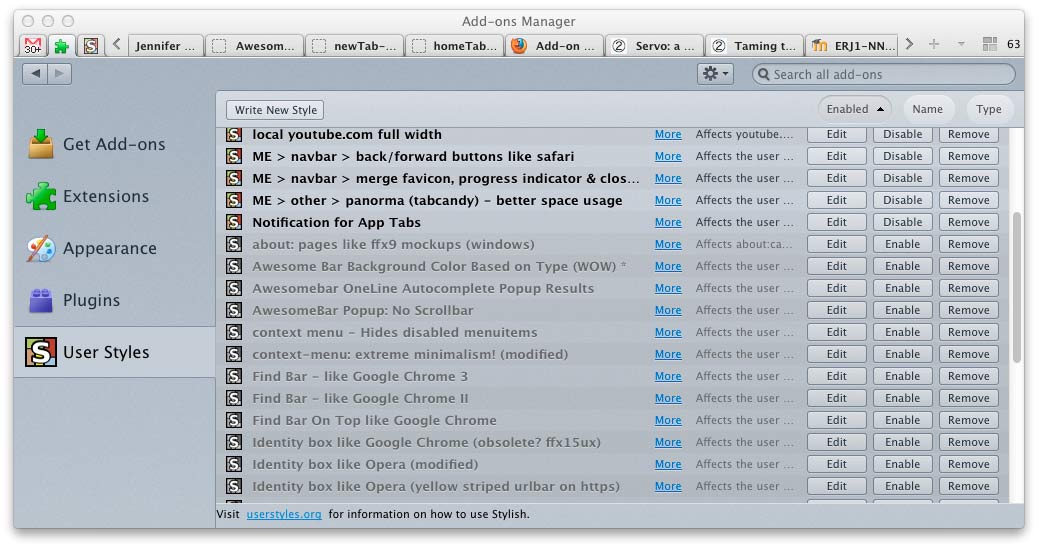 Add-ons Manager
30+ Jennifer ... Awesom... newTab-... homeTab... Add-on ... Servo: a ... Taming t... ERJ1-NN... 63
Search all add-ons
Write New Style Enabled Name Type
Get Add-ons
Extensions
Appearance
Plugins
User Styles
local youtube.com full width More Affects youtube.... Edit Disable Remove
ME > navbar > back/forward buttons like safari More Affects the user ... Edit Disable Remove
ME > navbar > merge favicon, progress indicator & clos... More Affects the user ... Edit Disable Remove
ME > other > panorma (tabcandy) - better space usage More Affects the user ... Edit Disable Remove
Notification for App Tabs More Affects the user ... Edit Disable Remove
about: pages like ffx9 mockups (windows) More Affects about:ca... Edit Enable Remove
Awesome Bar Background Color Based on Type (WOW) * More Affects the user ... Edit Enable Remove
Awesomebar OneLine Autocomplete Popup Results More Affects the user ... Edit Enable Remove
AwesomeBar Popup: No Scrollbar More Affects the user ... Edit Enable Remove
context menu - Hides disabled menuitems More Affects the user ... Edit Enable Remove
context-menu: extreme minimalism! (modified) More Affects the user ... Edit Enable Remove
Find Bar - like Google Chrome 3 More Affects the user ... Edit Enable Remove
Find Bar - like Google Chrome II More Affects the user ... Edit Enable Remove
Find Bar On Top like Google Chrome More Affects the user ... Edit Enable Remove
Identity box like Google Chrome (obsolete? ffx15ux) More Affects the user ... Edit Enable Remove
Identity box like Opera (modified) More Affects the user ... Edit Enable Remove
Identity box like Opera (yellow striped urlbar on https) More Affects the user ... Edit Enable Remove
Visit userstyles.org for information on how to use Stylish.